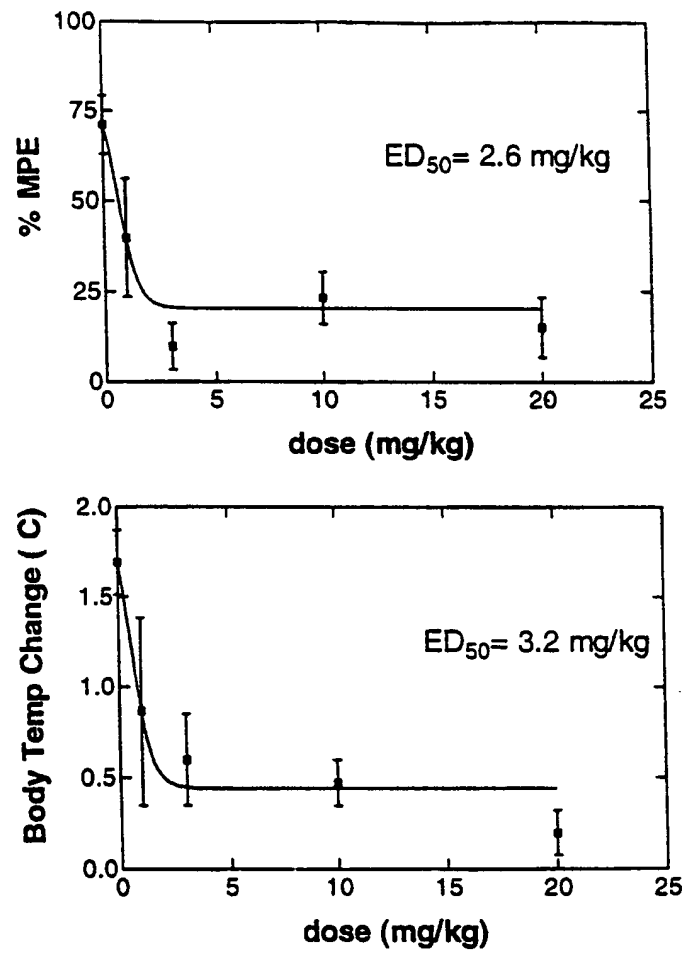 100
75
50
25
0
% MPE
ED50= 2.6 mg/kg
0 5 10 15 20 25
dose (mg/kg)
2.0
1.5
1.0
0.5
0.0
Body Temp Change ( C)
ED50= 3.2 mg/kg
0 5 10 15 20 25
dose (mg/kg)